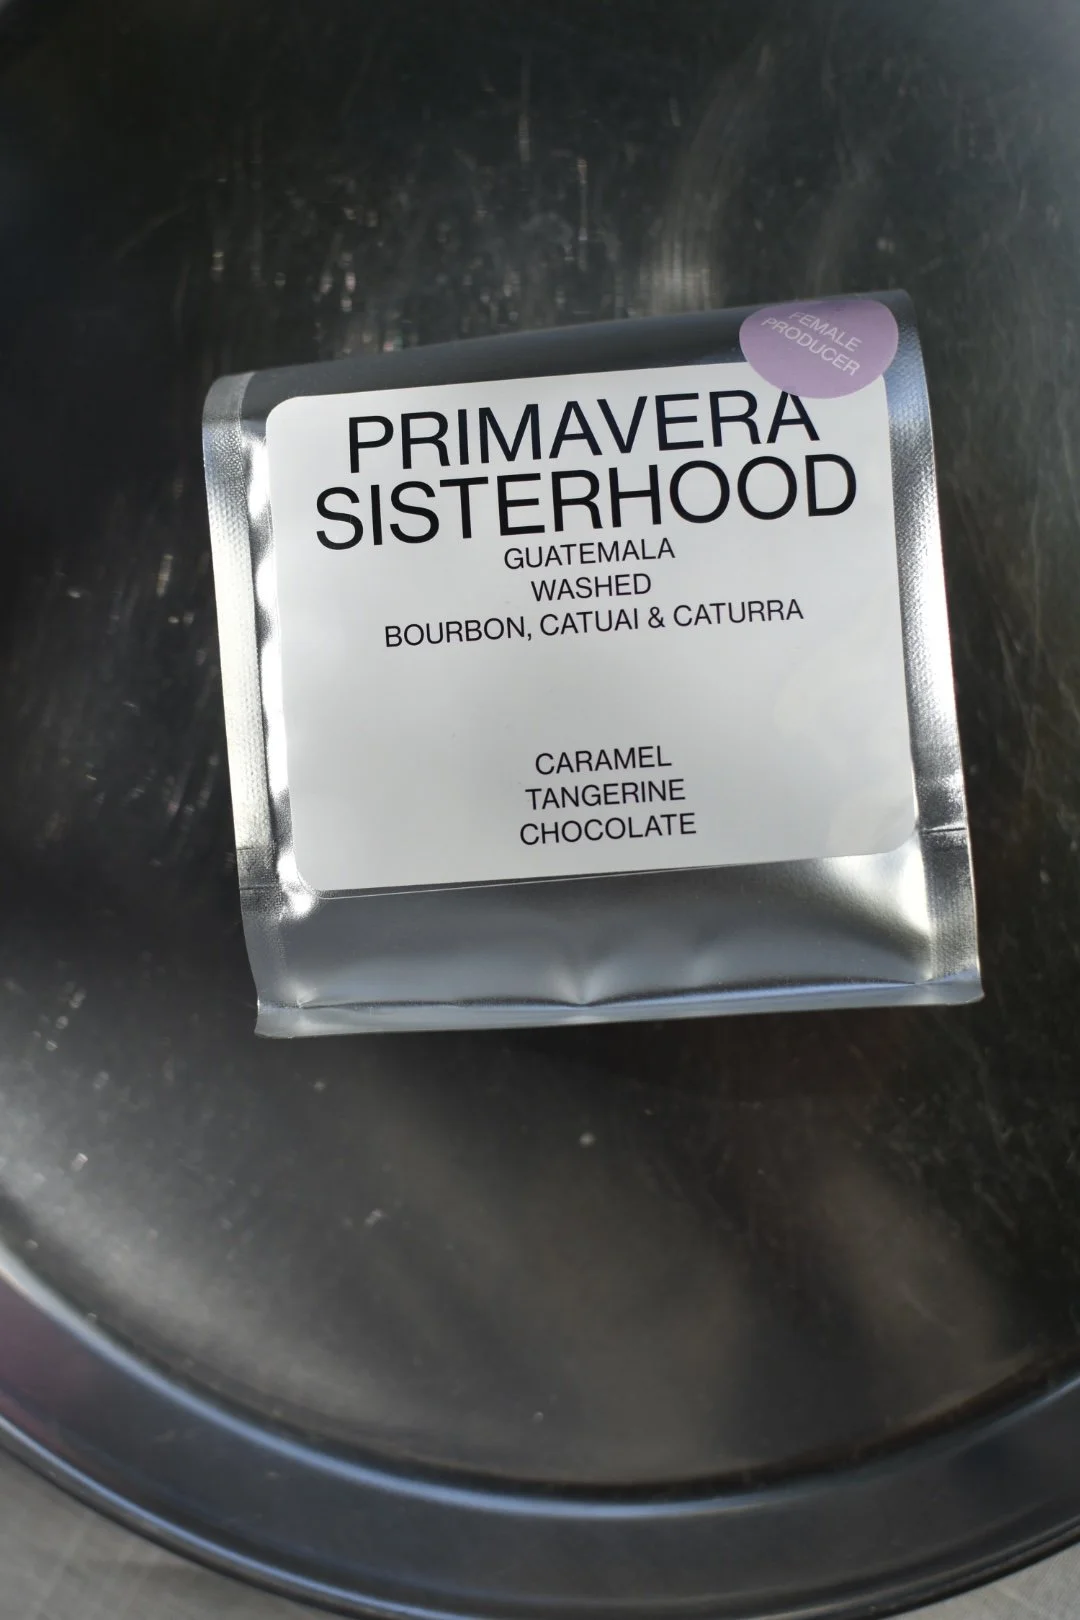 FEMALE
PRODUCER
PRIMAVERA
SISTERHOOD
GUATEMALA
WASHED
BOURBON, CATUAI & CATURRA
CARAMEL
TANGERINE
CHOCOLATE